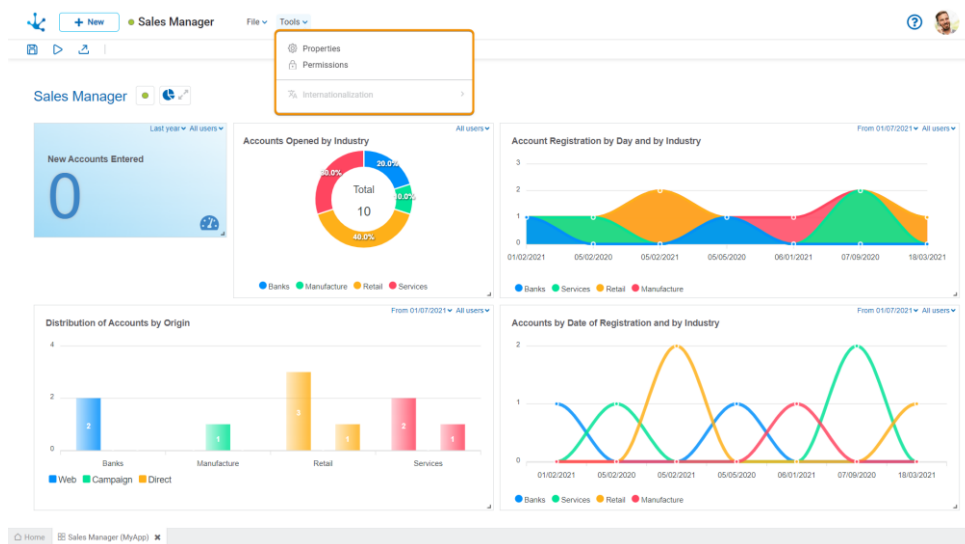 + New
Sales Manager
File
Tools
Properties
Permissions
Internationalization
Sales Manager
Last year All users
New Accounts Entered
0
All users
Accounts Opened by Industry
20.0%
10.0%
40.0%
Total
10
Banks Manufacture Retail Services
From 01/07/2021 All users
Account Registration by Day and by Industry
3
2
1
0
01/02/2021 05/02/2020 05/02/2021 05/05/2020 06/01/2021 07/09/2020 18/03/2021
Banks Services Retail Manufacture
From 01/07/2021 All users
Distribution of Accounts by Origin
4
2
0
2
1
3
1
2
1
Banks Manufacture Retail Services
Web Campaign Direct
From 01/07/2021 All users
Accounts by Date of Registration and by Industry
2
1
0
01/02/2021 05/02/2020 05/02/2021 05/05/2020 06/01/2021 07/09/2020 18/03/2021
Banks Services Retail Manufacture
Home
Sales Manager (MyApp)